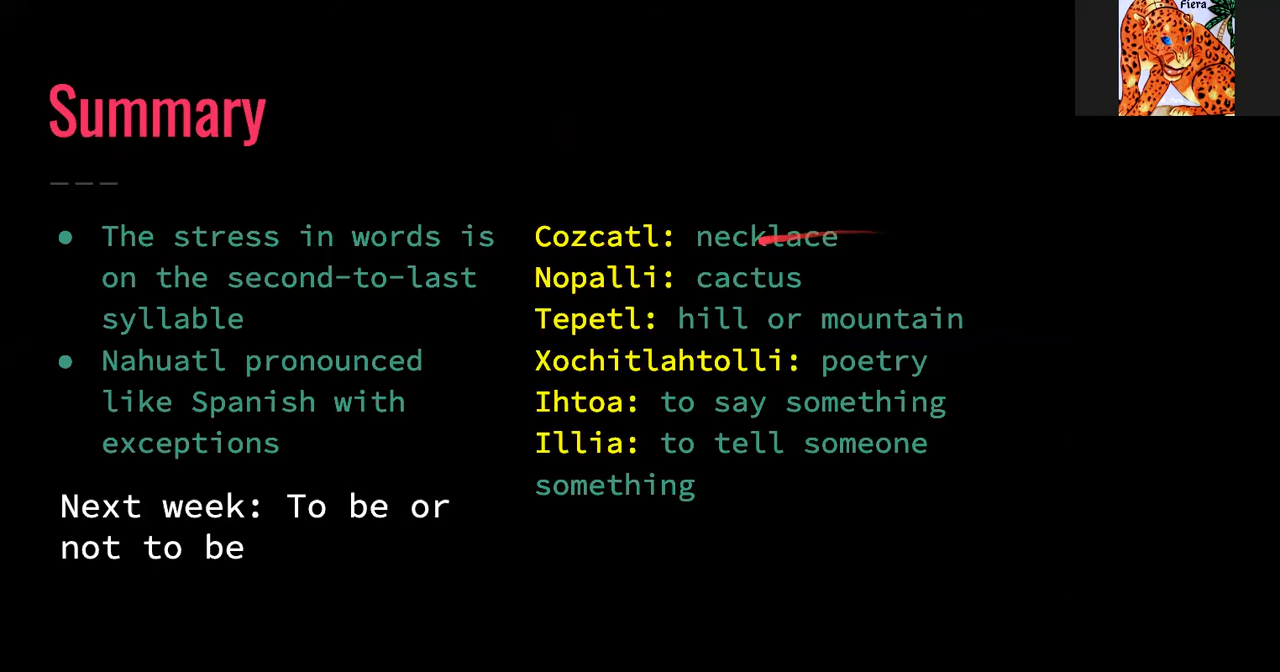 Fiera
Summary
● The stress in words is
on the second-to-last
syllable
● Nahuatl pronounced
like Spanish with
exceptions
Next week: To be or
not to be
Cozcatl: necklace
Nopalli: cactus
Tepetl: hill or mountain
Xochitlahtolli: poetry
Ihtoa: to say something
Illia: to tell someone
something